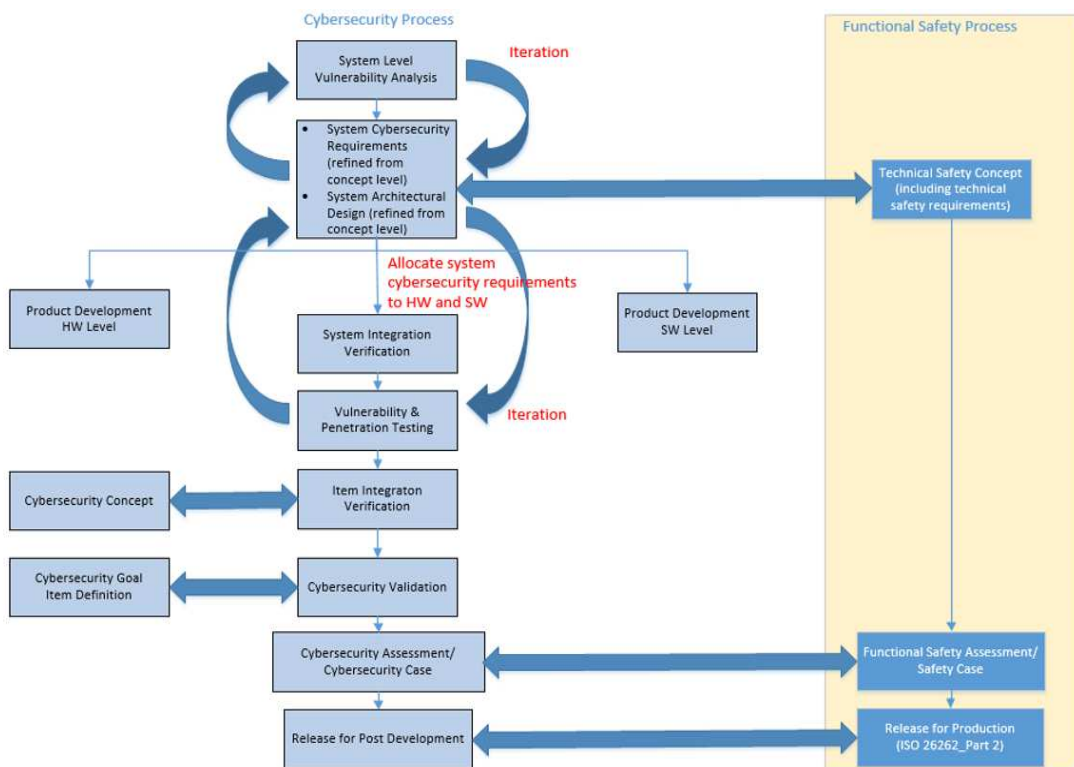 Cybersecurity Process
Functional Safety Process
System Level
Vulnerability Analysis
Iteration
• System Cybersecurity
Requirements
(refined from
concept level)
• System Architectural
Design (refined from
concept level)
Technical Safety Concept
(including technical
safety requirements)
Allocate system
cybersecurity requirements
to HW and SW
Product Development
HW Level
Product Development
SW Level
System Integration
Verification
Vulnerability &
Penetration Testing
Iteration
Cybersecurity Concept
Item Integraton
Verification
Cybersecurity Goal
Item Definition
Cybersecurity Validation
Cybersecurity Assessment/
Cybersecurity Case
Functional Safety Assessment/
Safety Case
Release for Post Development
Release for Production
(ISO 26262_Part 2)